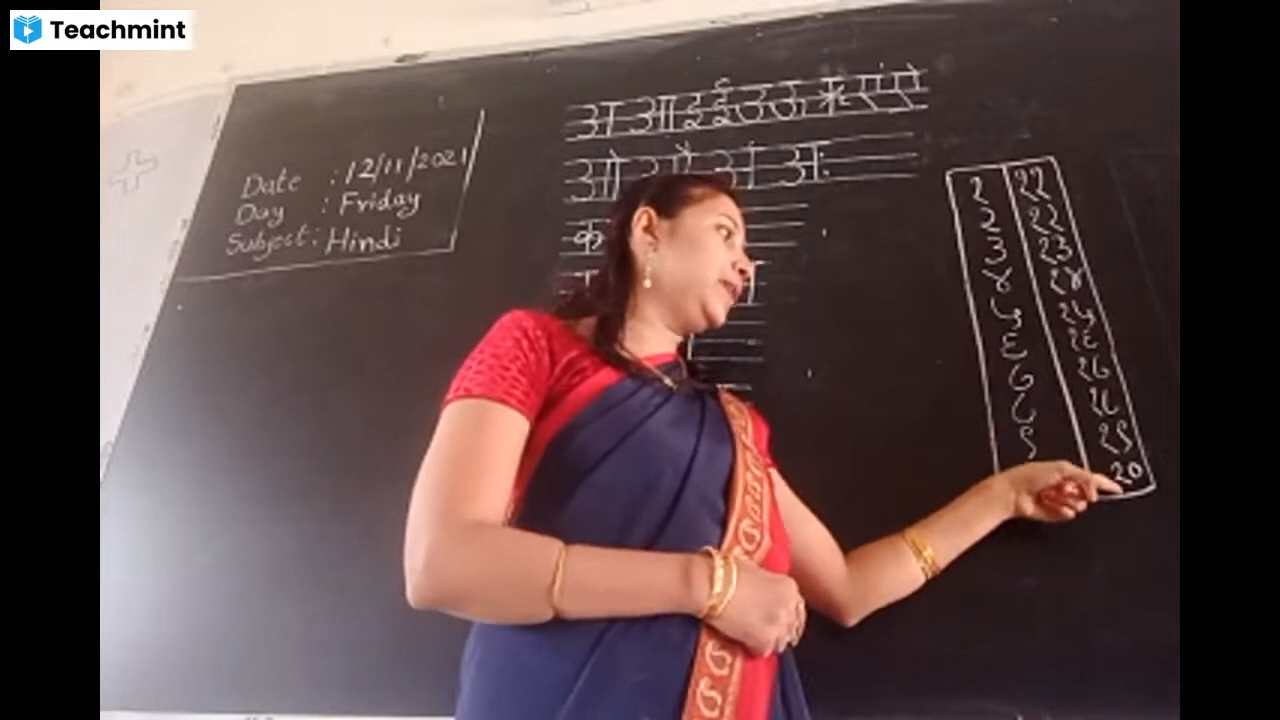 Teachmint
Date : 12/11/2021
Day : Friday
Subject : Hindi
अ आ इ ई उ ऊ ऋ ए ऐ
ओ औ अं अः
क
१ ११
२ १२
३ १३
४ १४
५ १५
६ १६
७ १७
८ १८
९ १९
२०